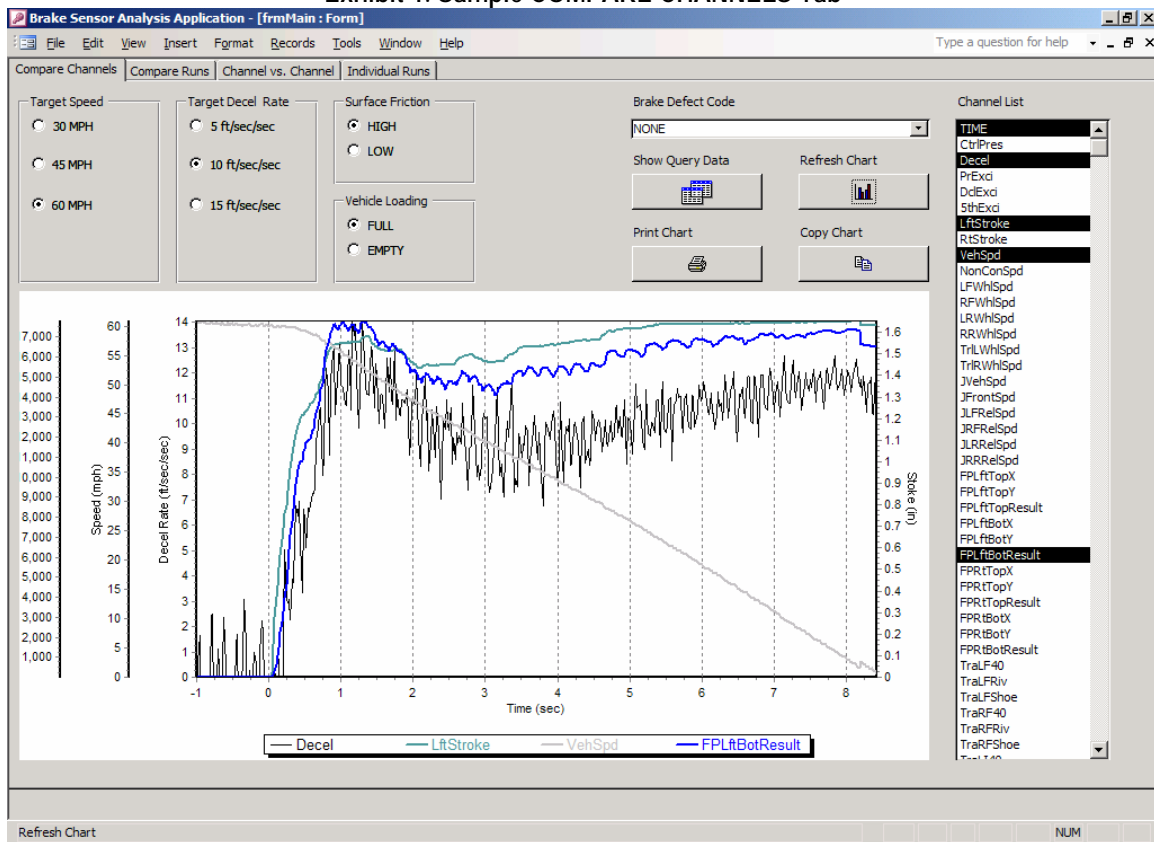 Exhibit 1: Sample COMPARE CHANNELS Tab
Brake Sensor Analysis Application - [frmMain : Form]
File Edit View Insert Format Records Tools Window Help Type a question for help
Compare Channels Compare Runs Channel vs. Channel Individual Runs
Target Speed
30 MPH
45 MPH
60 MPH
Target Decel Rate
5 ft/sec/sec
10 ft/sec/sec
15 ft/sec/sec
Surface Friction
HIGH
LOW
Vehicle Loading
FULL
EMPTY
Brake Defect Code
NONE
Show Query Data Refresh Chart
Print Chart Copy Chart
Channel List
TIME
CtrlPres
Decel
PrExci
DclExci
5thExci
LftStroke
RtStroke
VehSpd
NonConSpd
LFWhlSpd
RFWhlSpd
LRWhlSpd
RRWhlSpd
TrlLWhlSpd
TrlRWhlSpd
JVehSpd
JFrontSpd
JLFRelSpd
JRFRelSpd
JLRRelSpd
JRRRelSpd
FPLftTopX
FPLftTopY
FPLftTopResult
FPLftBotX
FPLftBotY
FPLftBotResult
FPRtTopX
FPRtTopY
FPRtTopResult
FPRtBotX
FPRtBotY
FPRtBotResult
TraLF40
TraLFRiv
TraLFShoe
TraRF40
TraRFRiv
TraRFShoe
7,000
6,000
5,000
4,000
3,000
2,000
1,000
0,000
9,000
8,000
7,000
6,000
5,000
4,000
3,000
2,000
1,000
Speed (mph)
60
55
50
45
40
35
30
25
20
15
10
5
0
Decel Rate (ft/sec/sec)
14
13
12
11
10
9
8
7
6
5
4
3
2
1
0
Stoke (in)
1.6
1.5
1.4
1.3
1.2
1.1
1
0.9
0.8
0.7
0.6
0.5
0.4
0.3
0.2
0.1
0
-1 0 1 2 3 4 5 6 7 8
Time (sec)
Decel LftStroke VehSpd FPLftBotResult
Refresh Chart NUM